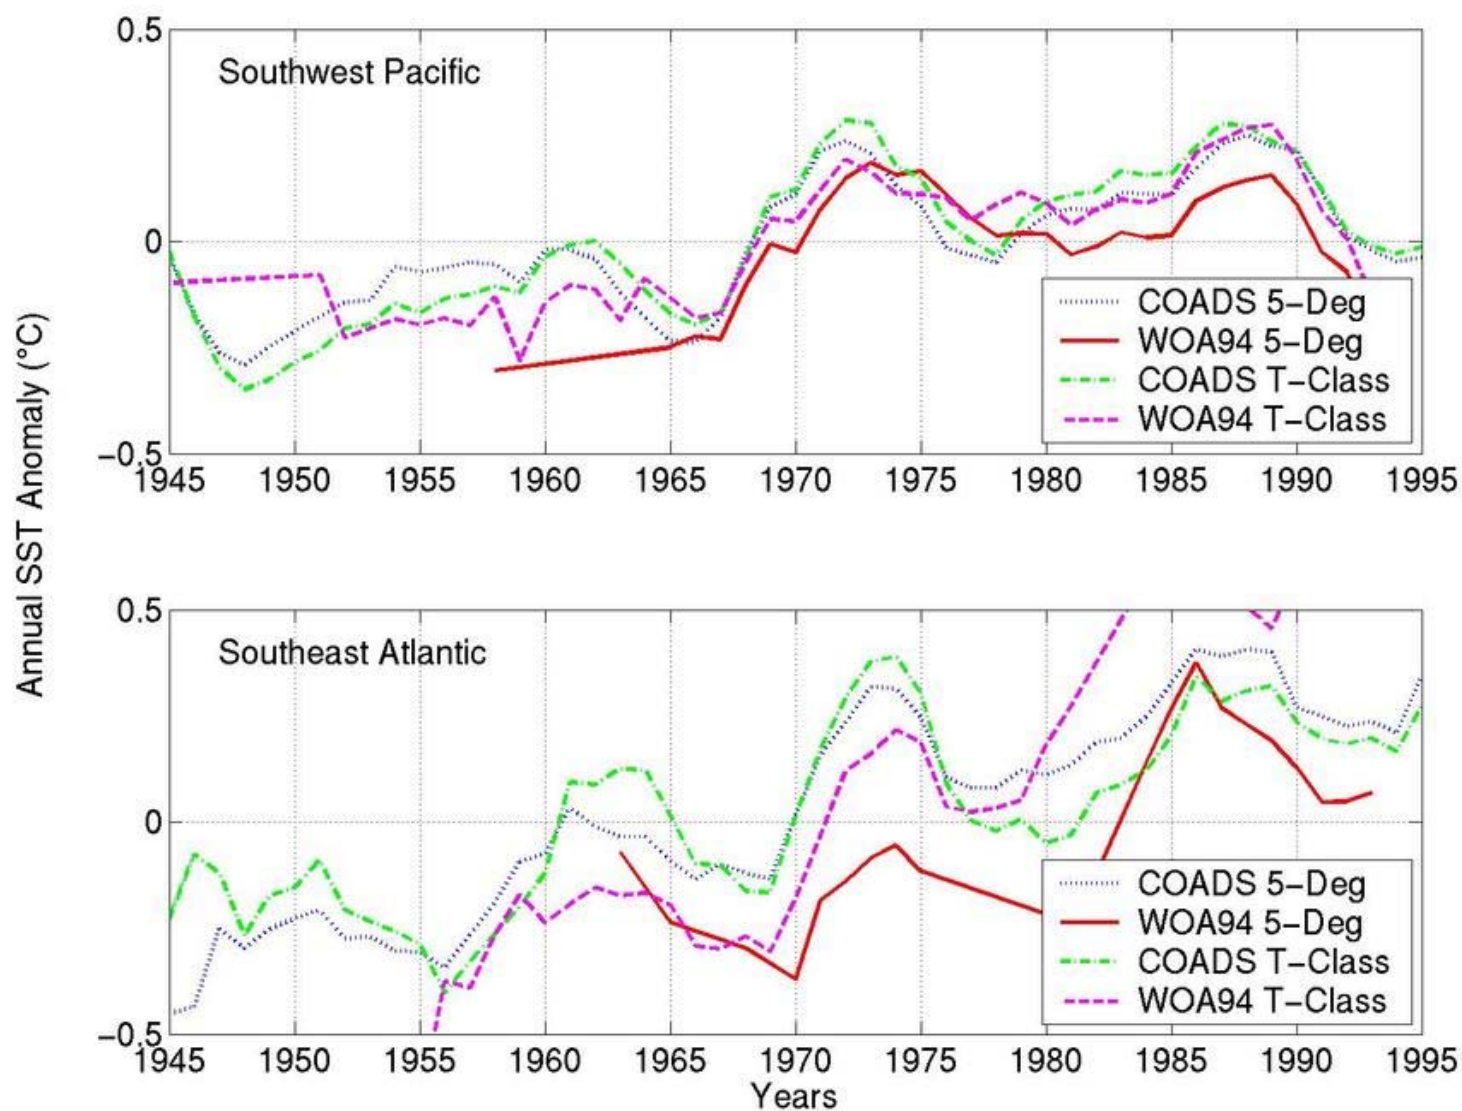 Annual SST Anomaly (°C)
0.5
Southwest Pacific
0
COADS 5-Deg
WOA94 5-Deg
COADS T-Class
WOA94 T-Class
-0.5
1945 1950 1955 1960 1965 1970 1975 1980 1985 1990 1995
0.5
Southeast Atlantic
0
COADS 5-Deg
WOA94 5-Deg
COADS T-Class
WOA94 T-Class
-0.5
1945 1950 1955 1960 1965 1970 1975 1980 1985 1990 1995
Years